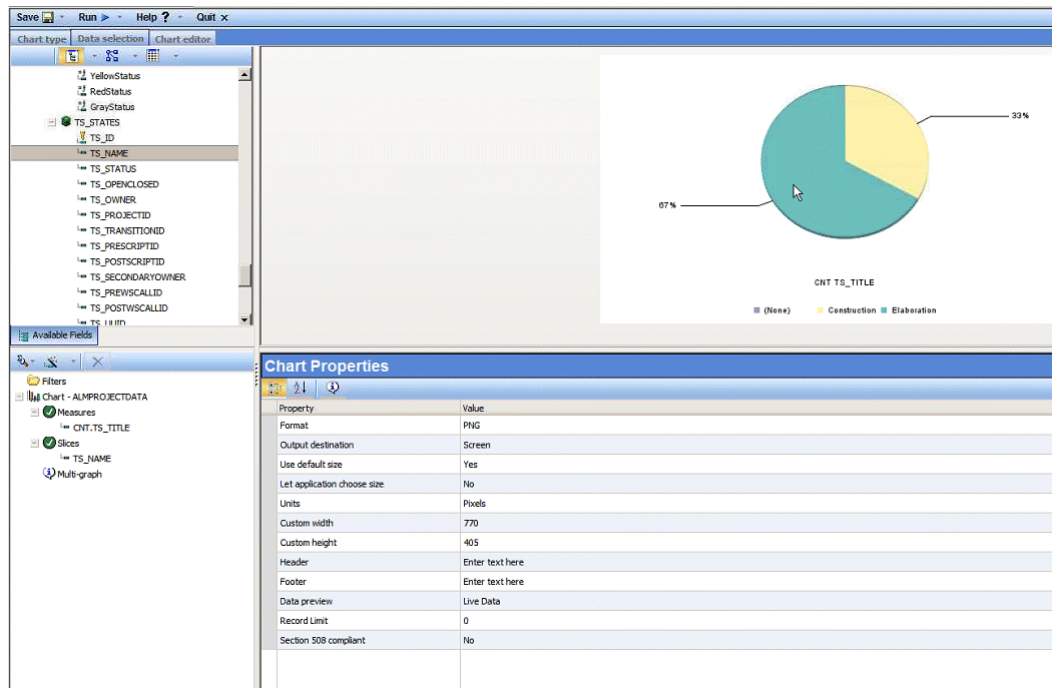 Save Run Help ? Quit x
Chart type Data selection Chart editor
YellowStatus
RedStatus
GrayStatus
TS_STATES
TS_ID
TS_NAME
TS_STATUS
TS_OPENCLOSED
TS_OWNER
TS_PROJECTID
TS_TRANSITIONID
TS_PRESCRIPTID
TS_POSTSCRIPTID
TS_SECONDARYOWNER
TS_PREWSCALLID
TS_POSTWSCALLID
TS_UUID
Available Fields
33%
67%
CNT TS_TITLE
(None) Construction Elaboration
Filters
Chart - ALMPROJECTDATA
Measures
CNT.TS_TITLE
Slices
TS_NAME
Multi-graph
Chart Properties
Property Value
Format PNG
Output destination Screen
Use default size Yes
Let application choose size No
Units Pixels
Custom width 770
Custom height 405
Header Enter text here
Footer Enter text here
Data preview Live Data
Record Limit 0
Section 508 compliant No